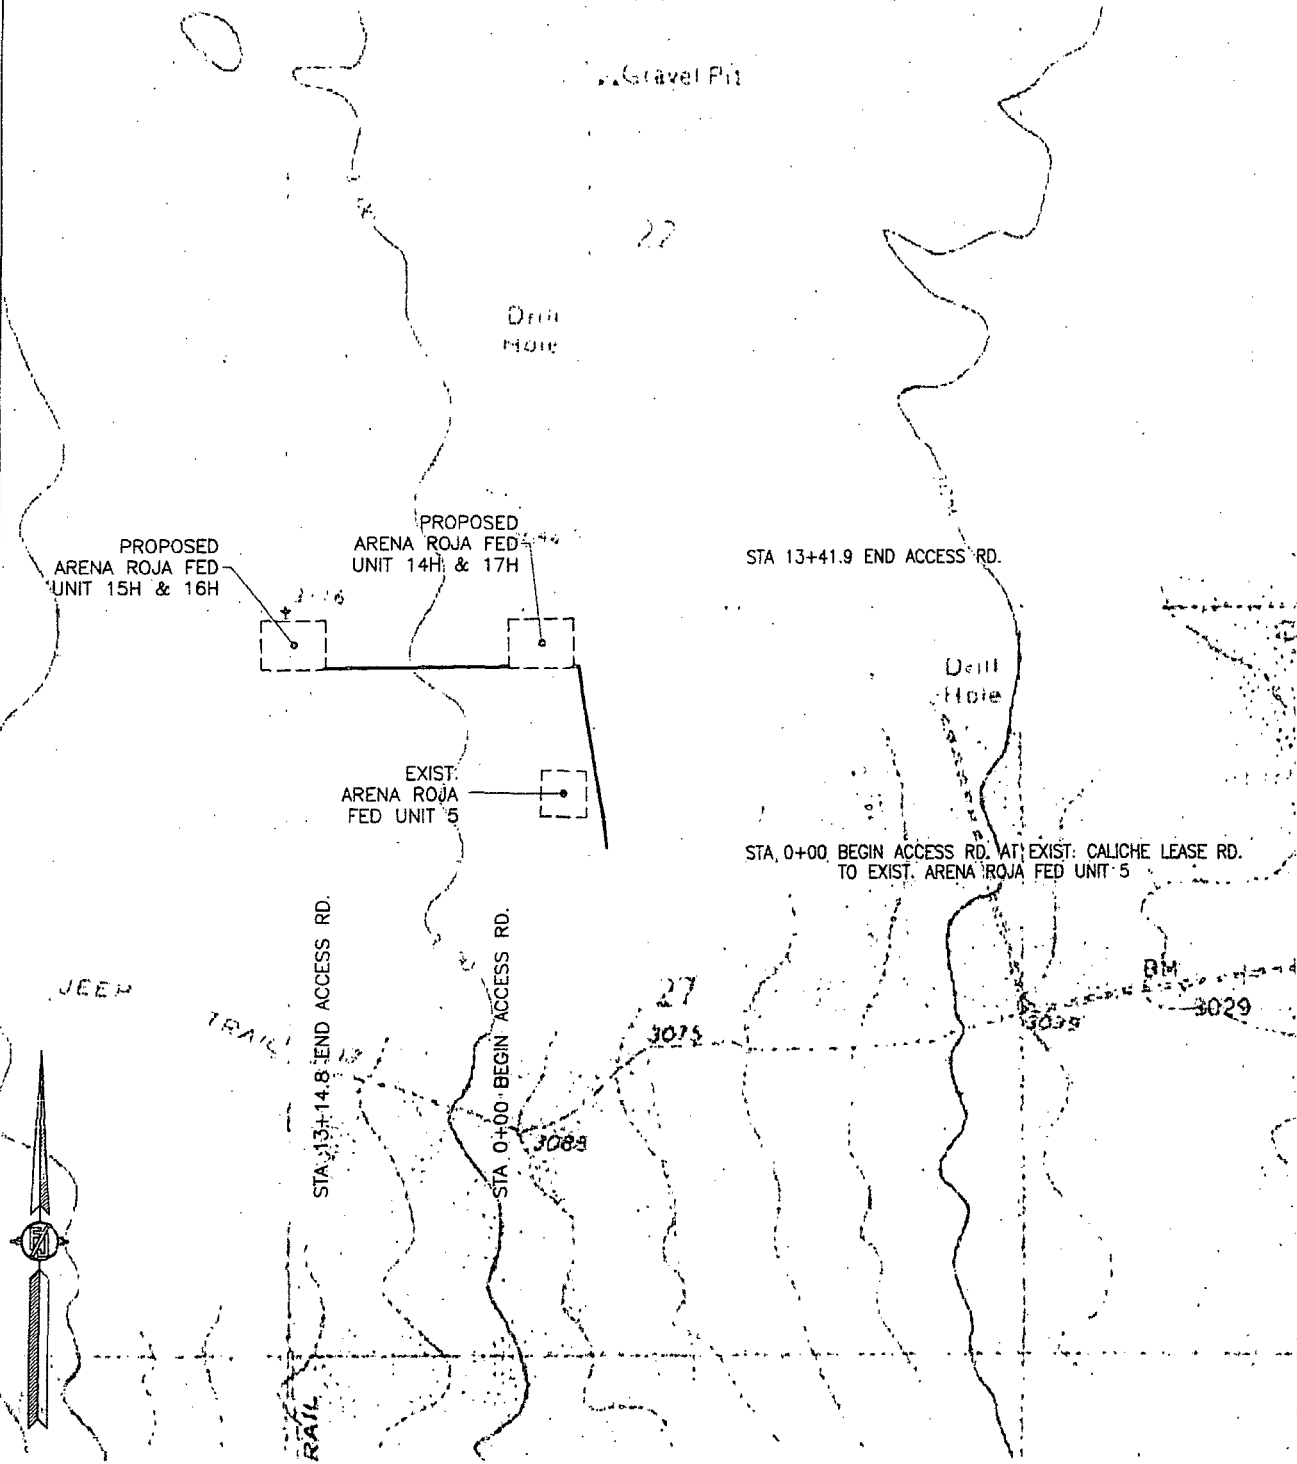 Gravel Pit
22
Drill
Hole
PROPOSED
ARENA ROJA FED
UNIT 15H & 16H
PROPOSED
ARENA ROJA FED
UNIT 14H & 17H
STA 13+41.9 END ACCESS RD.
Drill
Hole
EXIST.
ARENA ROJA
FED UNIT 5
STA 0+00 BEGIN ACCESS RD. AT EXIST. CALICHE LEASE RD.
TO EXIST. ARENA ROJA FED UNIT 5
STA 13+14.8 END ACCESS RD.
STA 0+00 BEGIN ACCESS RD.
JEEP
TRAIL
27
3075
BM
3029
3039
3088
RAIL